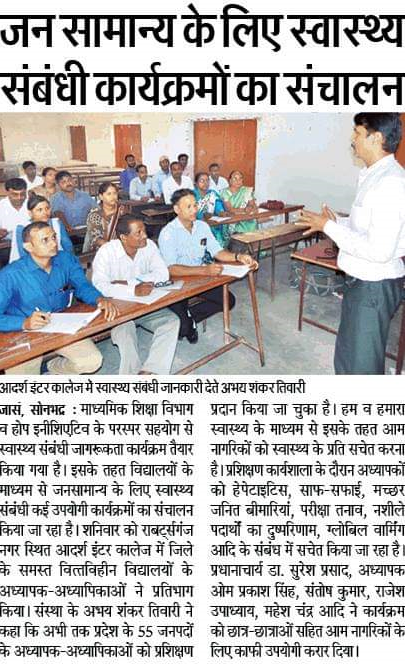 जन सामान्य के लिए स्वास्थ्य
संबंधी कार्यक्रमों का संचालन
आदर्श इंटर कालेज में स्वास्थ्य संबंधी जानकारी देते अभय शंकर तिवारी
जासं, सोनभद्र : माध्यमिक शिक्षा विभाग
व होप इनीशिएटिव के परस्पर सहयोग से
स्वास्थ्य संबंधी जागरूकता कार्यक्रम तैयार
किया गया है। इसके तहत विद्यालयों के
माध्यम से जनसामान्य के लिए स्वास्थ्य
संबंधी कई उपयोगी कार्यक्रमों का संचालन
किया जा रहा है। शनिवार को राबर्ट्सगंज
नगर स्थित आदर्श इंटर कालेज में जिले
के समस्त वित्तविहीन विद्यालयों के
अध्यापक-अध्यापिकाओं ने प्रतिभाग
किया। संस्था के अभय शंकर तिवारी ने
कहा कि अभी तक प्रदेश के 55 जनपदों
के अध्यापक-अध्यापिकाओं को प्रशिक्षण
प्रदान किया जा चुका है। हम व हमारा
स्वास्थ्य के माध्यम से इसके तहत आम
नागरिकों को स्वास्थ्य के प्रति सचेत करना
है। प्रशिक्षण कार्यशाला के दौरान अध्यापकों
को हेपेटाइटिस, साफ-सफाई, मच्छर
जनित बीमारियां, परीक्षा तनाव, नशीले
पदार्थों का दुष्परिणाम, ग्लोबिल वार्मिंग
आदि के संबंध में सचेत किया जा रहा है।
प्रधानाचार्य डा. सुरेश प्रसाद, अध्यापक
ओम प्रकाश सिंह, संतोष कुमार, राजेश
उपाध्याय, महेश चंद्र आदि ने कार्यक्रम
को छात्र-छात्राओं सहित आम नागरिकों के
लिए काफी उपयोगी करार दिया।